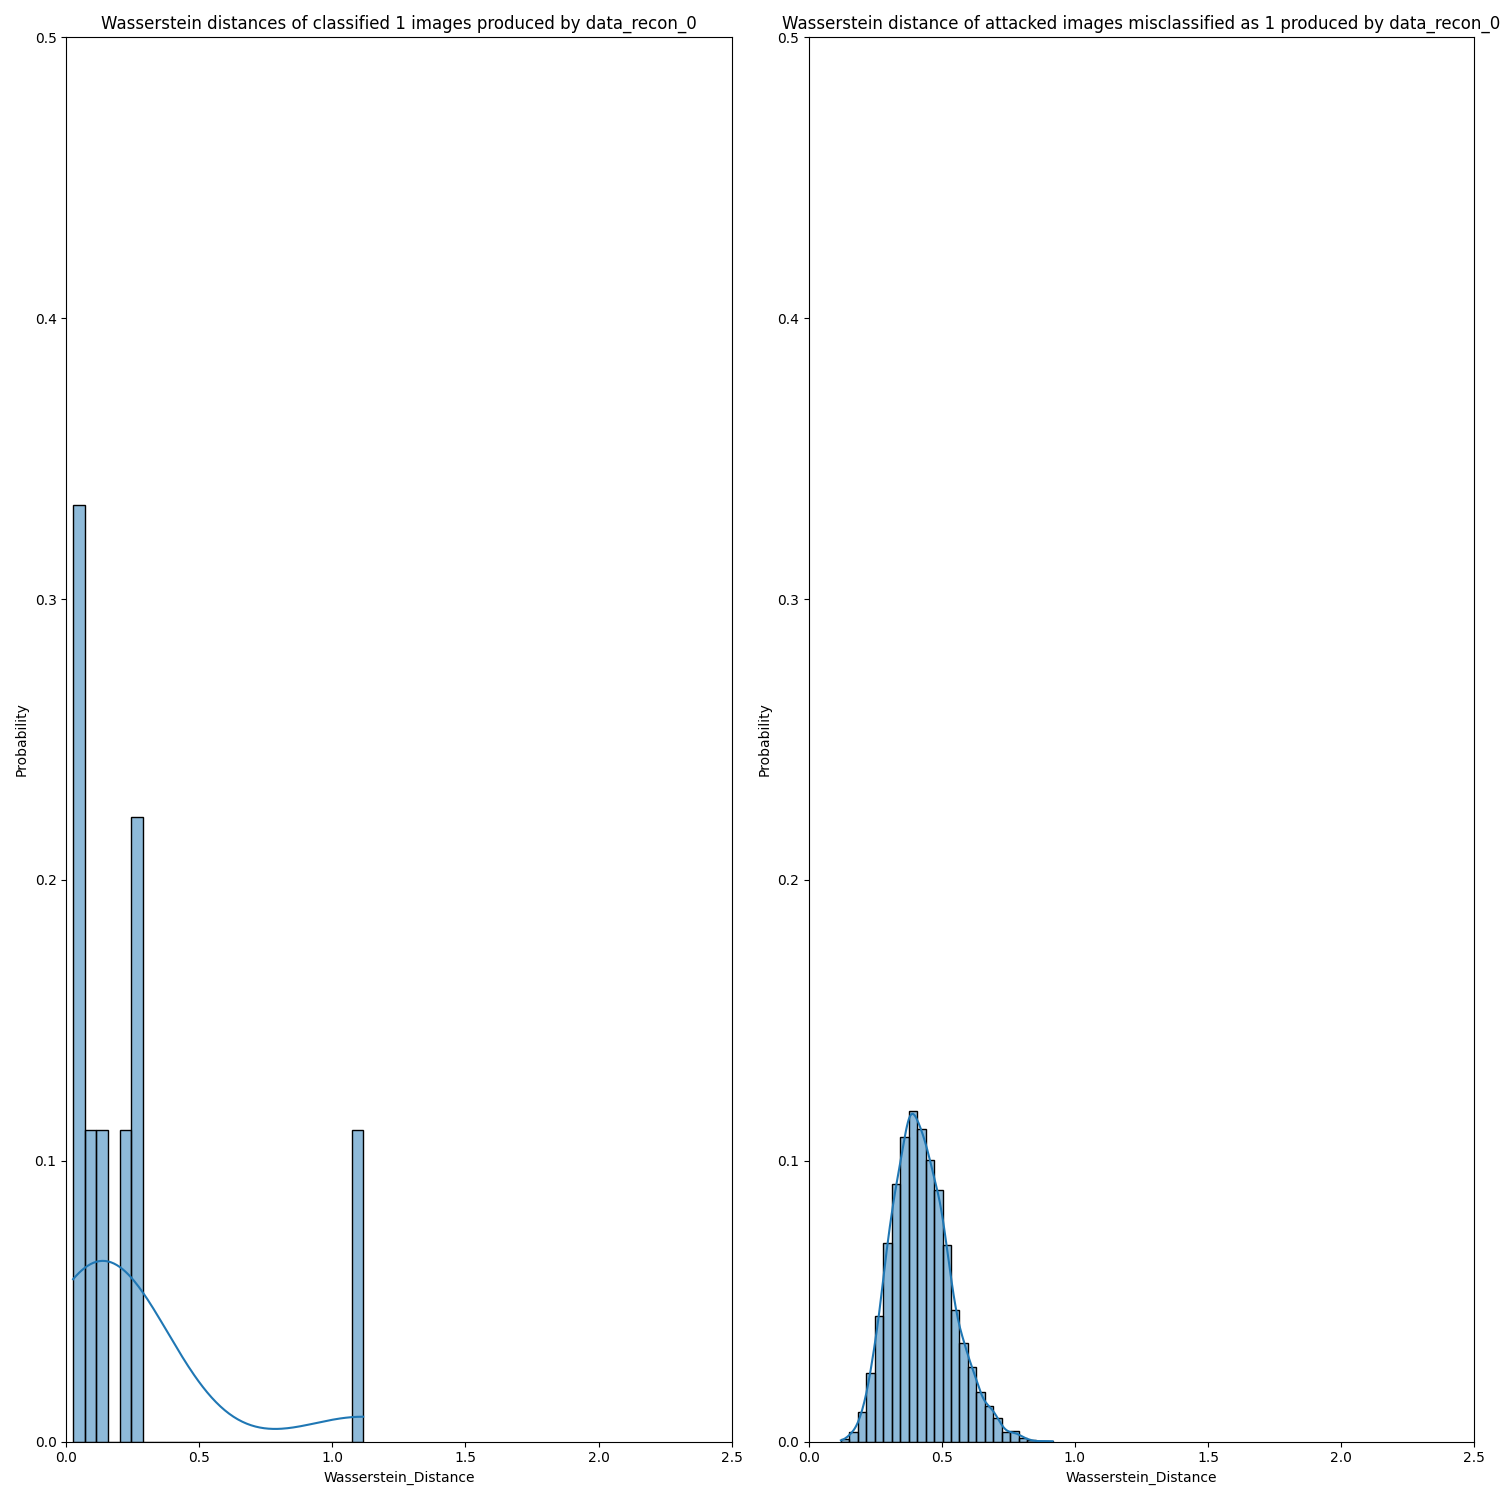 Wasserstein distances of classified 1 images produced by data_recon_0
0.5
0.4
0.3
0.2
0.1
0.0
Probability
0.0 0.5 1.0 1.5 2.0 2.5
Wasserstein_Distance
Wasserstein distance of attacked images misclassified as 1 produced by data_recon_0
0.5
0.4
0.3
0.2
0.1
0.0
Probability
0.0 0.5 1.0 1.5 2.0 2.5
Wasserstein_Distance